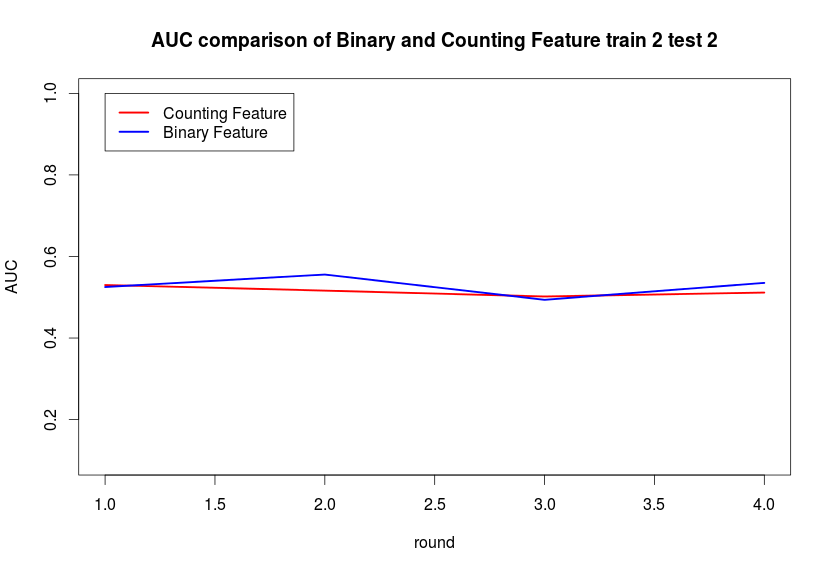 AUC comparison of Binary and Counting Feature train 2 test 2
1.0
0.8
0.6
0.4
0.2
AUC
Counting Feature
Binary Feature
1.0 1.5 2.0 2.5 3.0 3.5 4.0
round